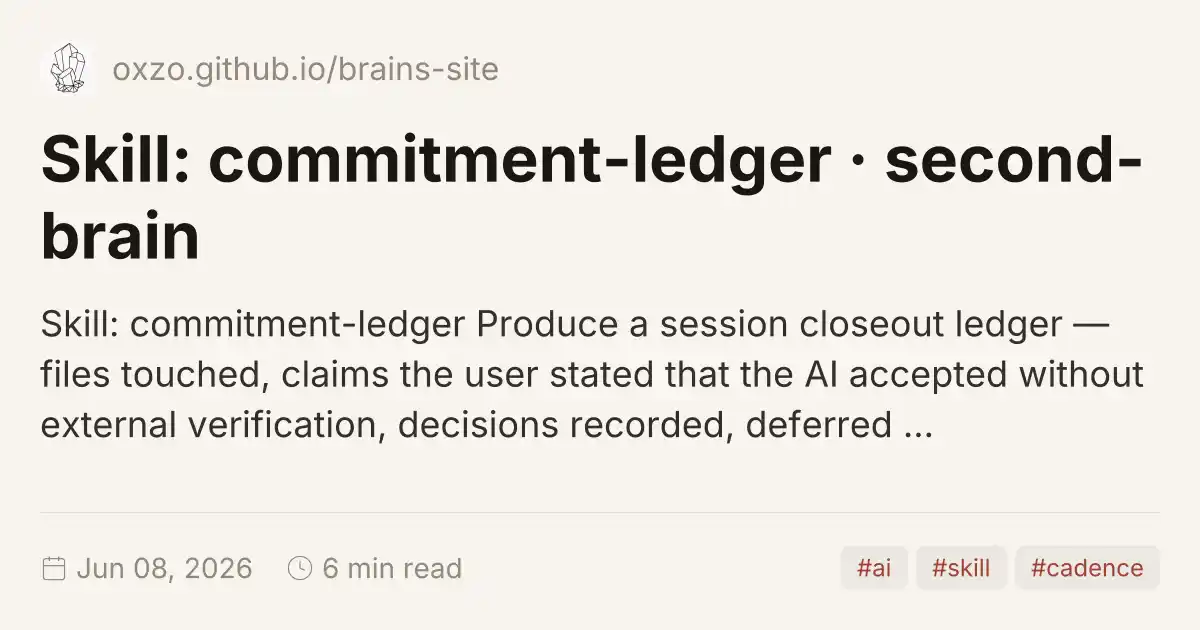 oxzo.github.io/brains-site
Skill: commitment-ledger · second-
brain
Skill: commitment-ledger Produce a session closeout ledger —
files touched, claims the user stated that the AI accepted without
external verification, decisions recorded, deferred ...
Jun 08, 2026 6 min read #ai #skill #cadence